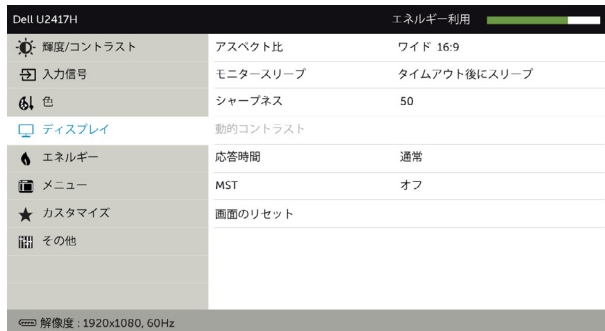 Dell U2417H エネルギー利用
輝度/コントラスト アスペクト比 ワイド 16:9
入力信号 モニタースリープ タイムアウト後にスリープ
色 シャープネス 50
ディスプレイ 動的コントラスト
エネルギー 応答時間 通常
メニュー MST オフ
カスタマイズ 画面のリセット
その他
解像度 : 1920x1080, 60Hz